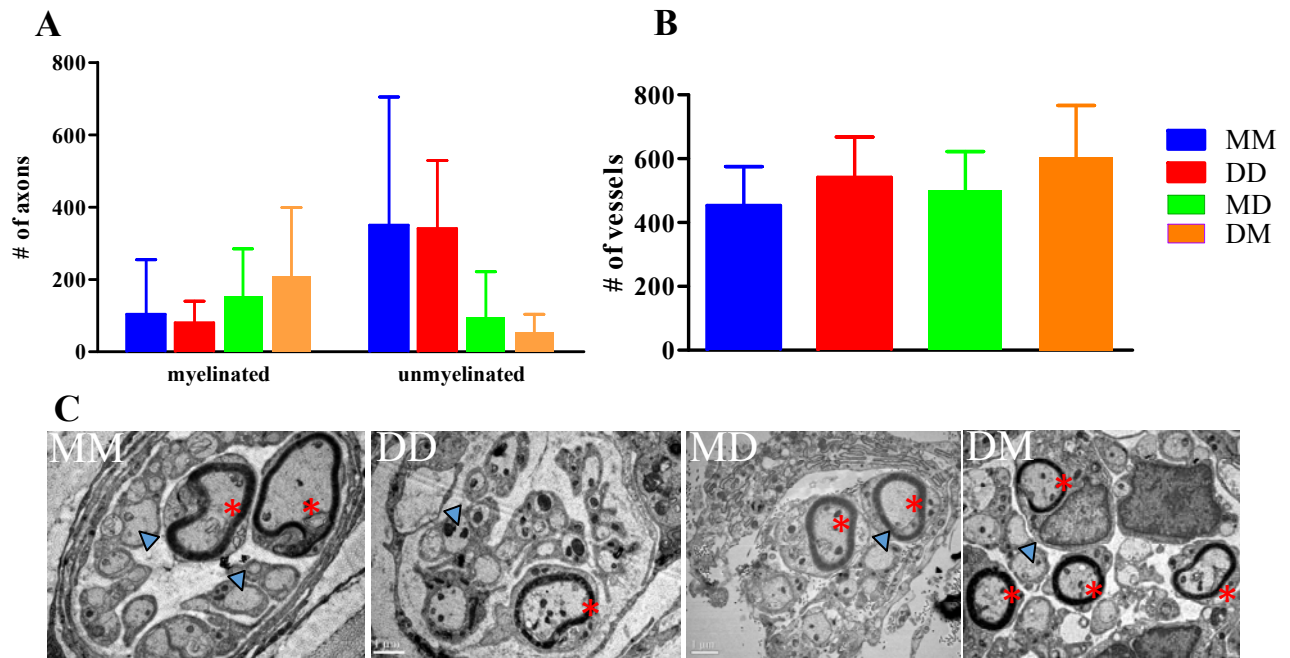 A
# of axons
800
600
400
200
0
myelinated unmyelinated
B
# of vessels
800
600
400
200
0
MM
DD
MD
DM
C
MM DD MD DM
* * * * * * * * *